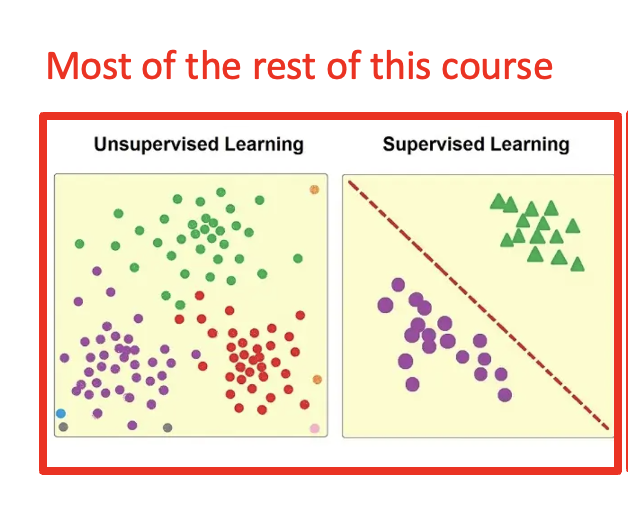 Most of the rest of this course
Unsupervised Learning
Supervised Learning